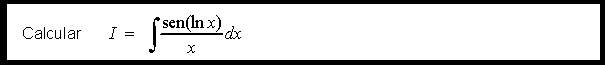 Calcular I = ∫ sen(ln x)/x dx